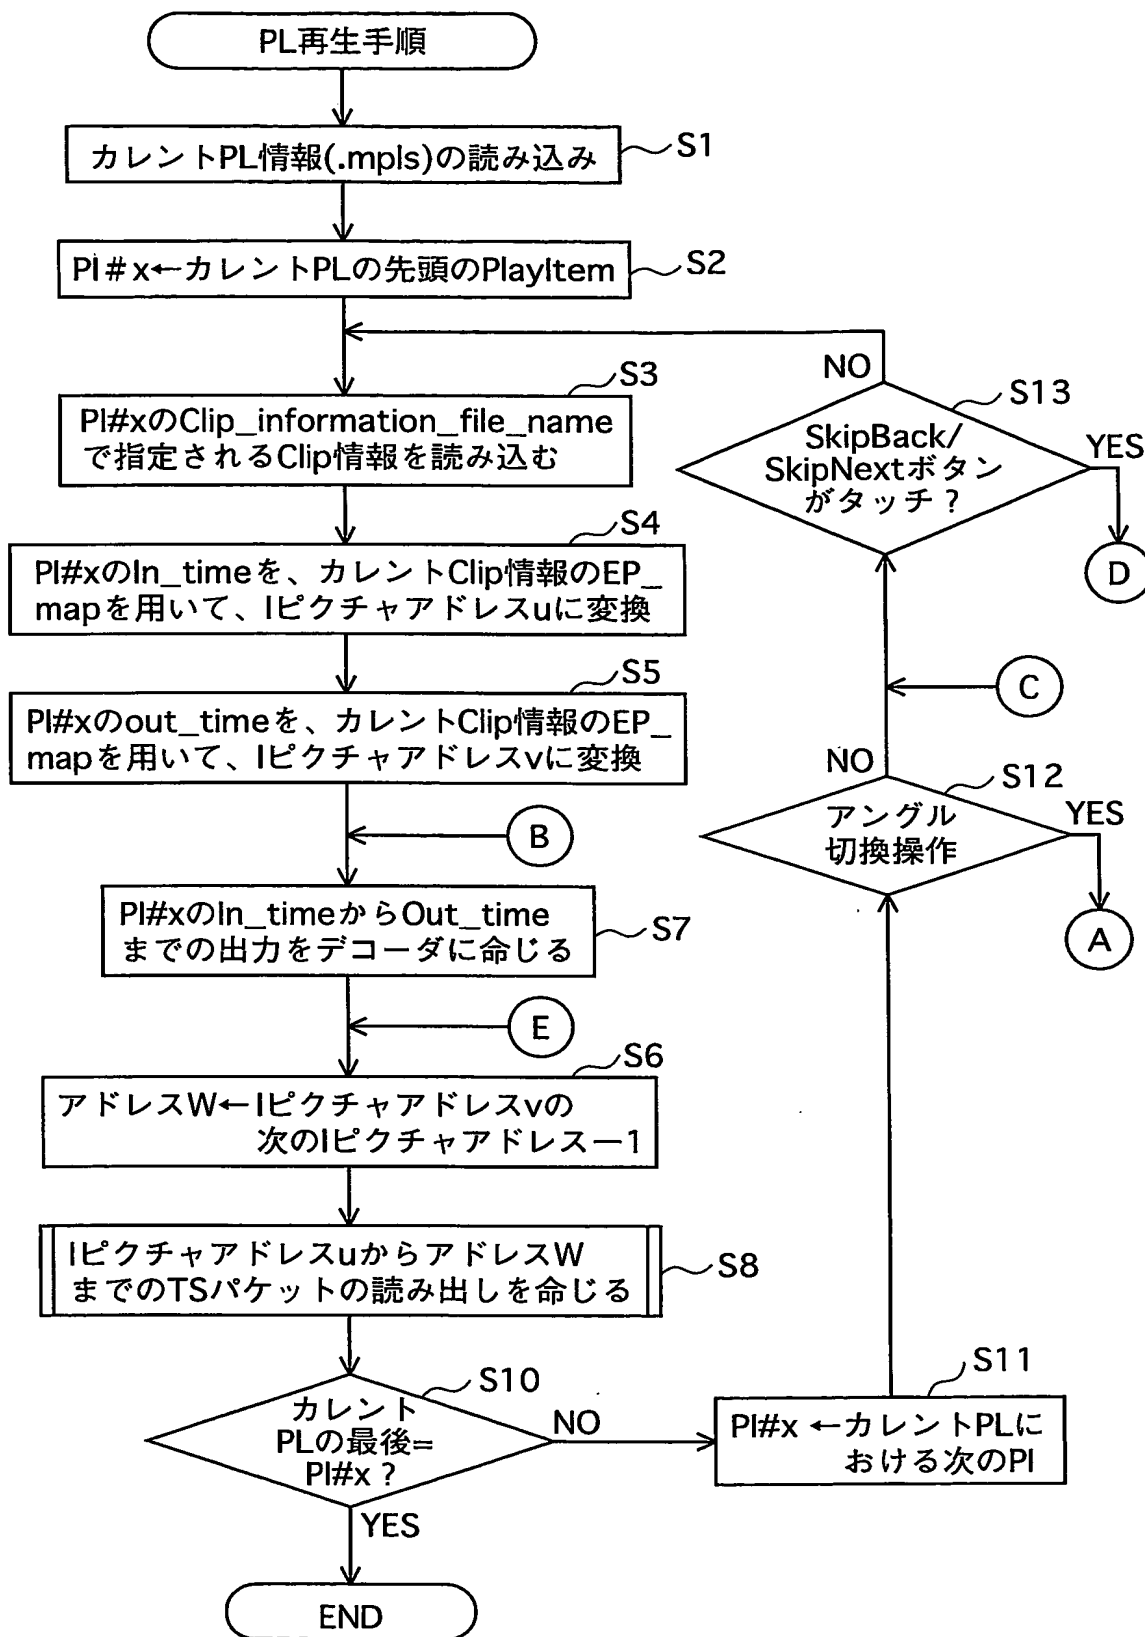 PL再生手順
カレントPL情報(.mpls)の読み込み
S1
PI#x←カレントPLの先頭のPlayItem
S2
S3
PI#xのClip_information_file_name
で指定されるClip情報を読み込む
S4
PI#xのIn_timeを、カレントClip情報のEP_
mapを用いて、Iピクチャアドレスuに変換
S5
PI#xのout_timeを、カレントClip情報のEP_
mapを用いて、Iピクチャアドレスvに変換
B
PI#xのIn_timeからOut_time
までの出力をデコーダに命じる
S7
E
S6
アドレスW←Iピクチャアドレスvの
次のIピクチャアドレスー1
IピクチャアドレスuからアドレスW
までのTSパケットの読み出しを命じる
S8
S10
カレント
PLの最後=
PI#x？
NO
YES
END
S11
PI#x ←カレントPLに
おける次のPI
S12
アングル
切換操作
NO
YES
A
C
S13
SkipBack/
SkipNextボタン
がタッチ？
NO
YES
D